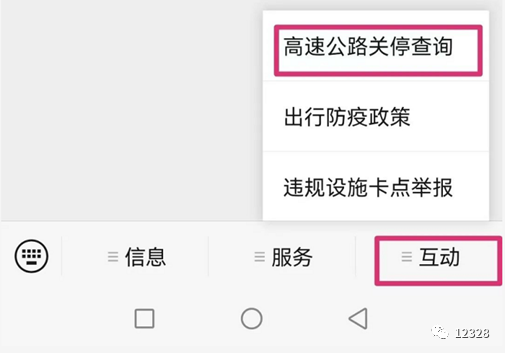 高速公路关停查询
出行防疫政策
违规设施卡点举报
信息
服务
互动
12328